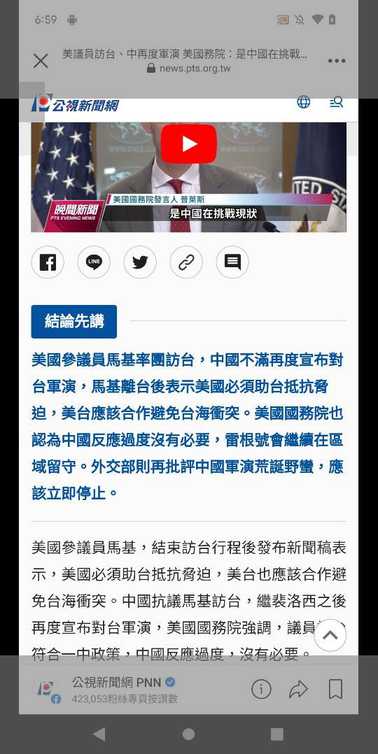 6:59
美議員訪台、中再度軍演 美國務院：是中國在挑戰...
news.pts.org.tw
公視新聞網
晚間新聞
PTS EVENING NEWS
美國國務院發言人 普萊斯
是中國在挑戰現狀
結論先講
美國參議員馬基率團訪台，中國不滿再度宣布對
台軍演，馬基離台後表示美國必須助台抵抗脅
迫，美台應該合作避免台海衝突。美國國務院也
認為中國反應過度沒有必要，雷根號會繼續在區
域留守。外交部則再批評中國軍演荒誕野蠻，應
該立即停止。
美國參議員馬基，結束訪台行程後發布新聞稿表
示，美國必須助台抵抗脅迫，美台也應該合作避
免台海衝突。中國抗議馬基訪台，繼裴洛西之後
再度宣布對台軍演，美國國務院強調，議員
符合一中政策，中國反應過度，沒有必要。
公視新聞網 PNN
423,053粉絲專頁按讚數